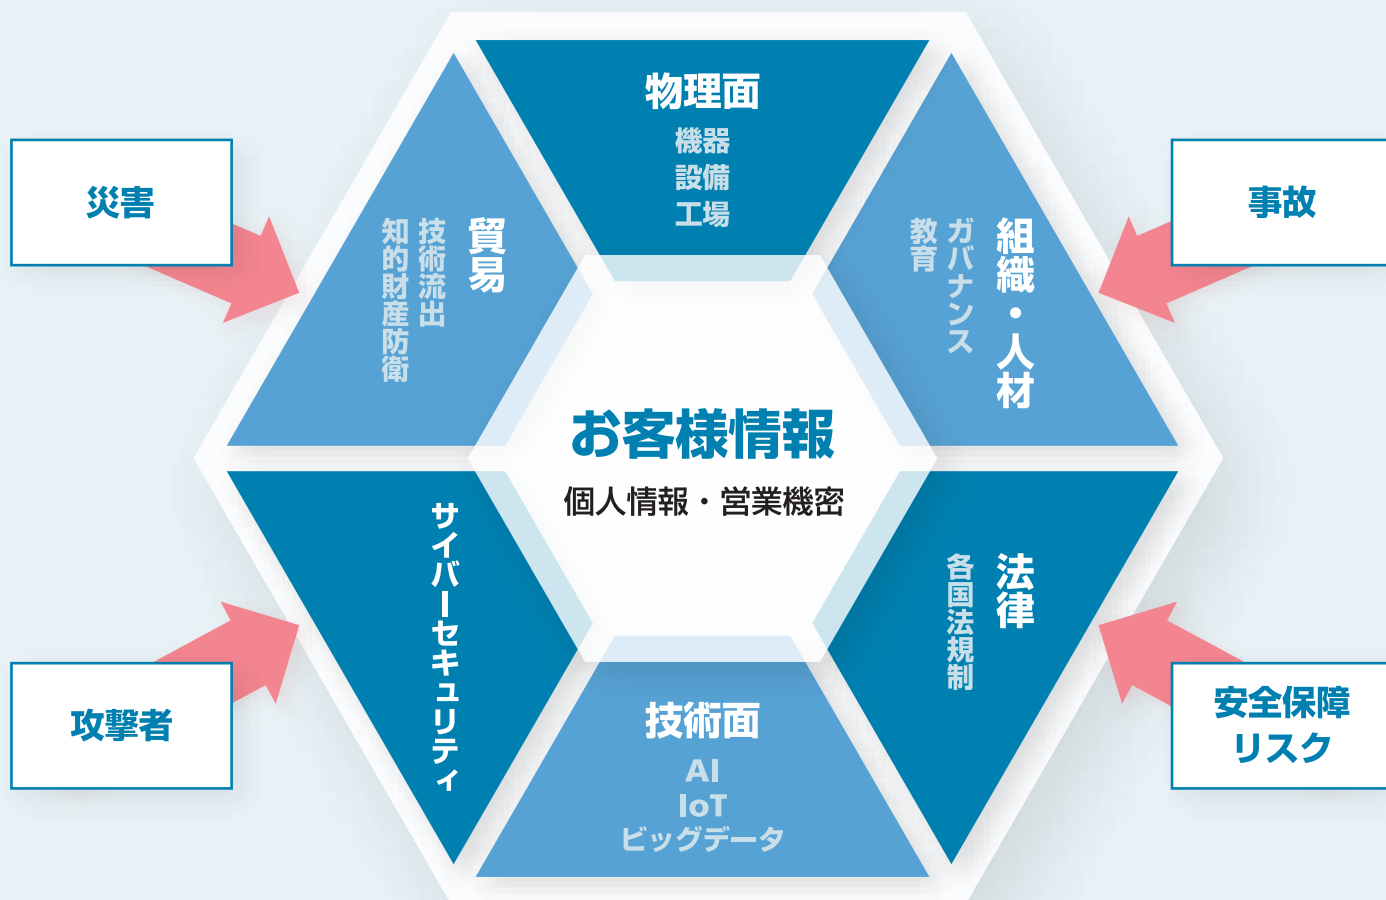 物理面
機器
設備
工場
災害
事故
貿易
技術流出
知的財産防衛
組織・人材
ガバナンス
教育
お客様情報
個人情報・営業機密
サイバーセキュリティ
法律
各国法規制
攻撃者
安全保障
リスク
技術面
AI
IoT
ビッグデータ